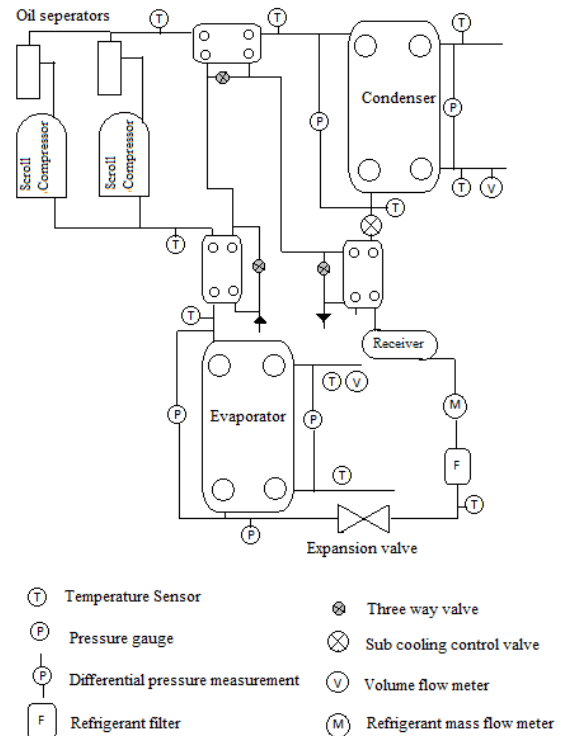 Oil seperators
T
T
T
Condenser
P
P
Scroll
Compressor
Scroll
Compressor
T
V
T
T
T
Receiver
Evaporator
T
V
M
P
P
F
T
T
P
Expansion valve
T
Temperature Sensor
Three way valve
P
Pressure gauge
Sub cooling control valve
P
Differential pressure measurement
V
Volume flow meter
F
Refrigerant filter
M
Refrigerant mass flow meter